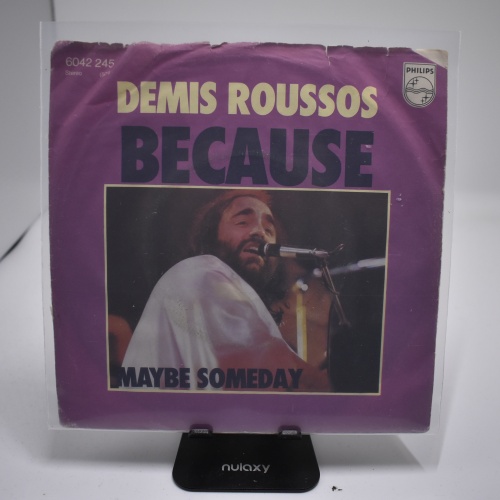 6042 245
DEMIS ROUSSOS
PHILIPS
BECAUSE
MAYBE SOMEDAY
nulaxy